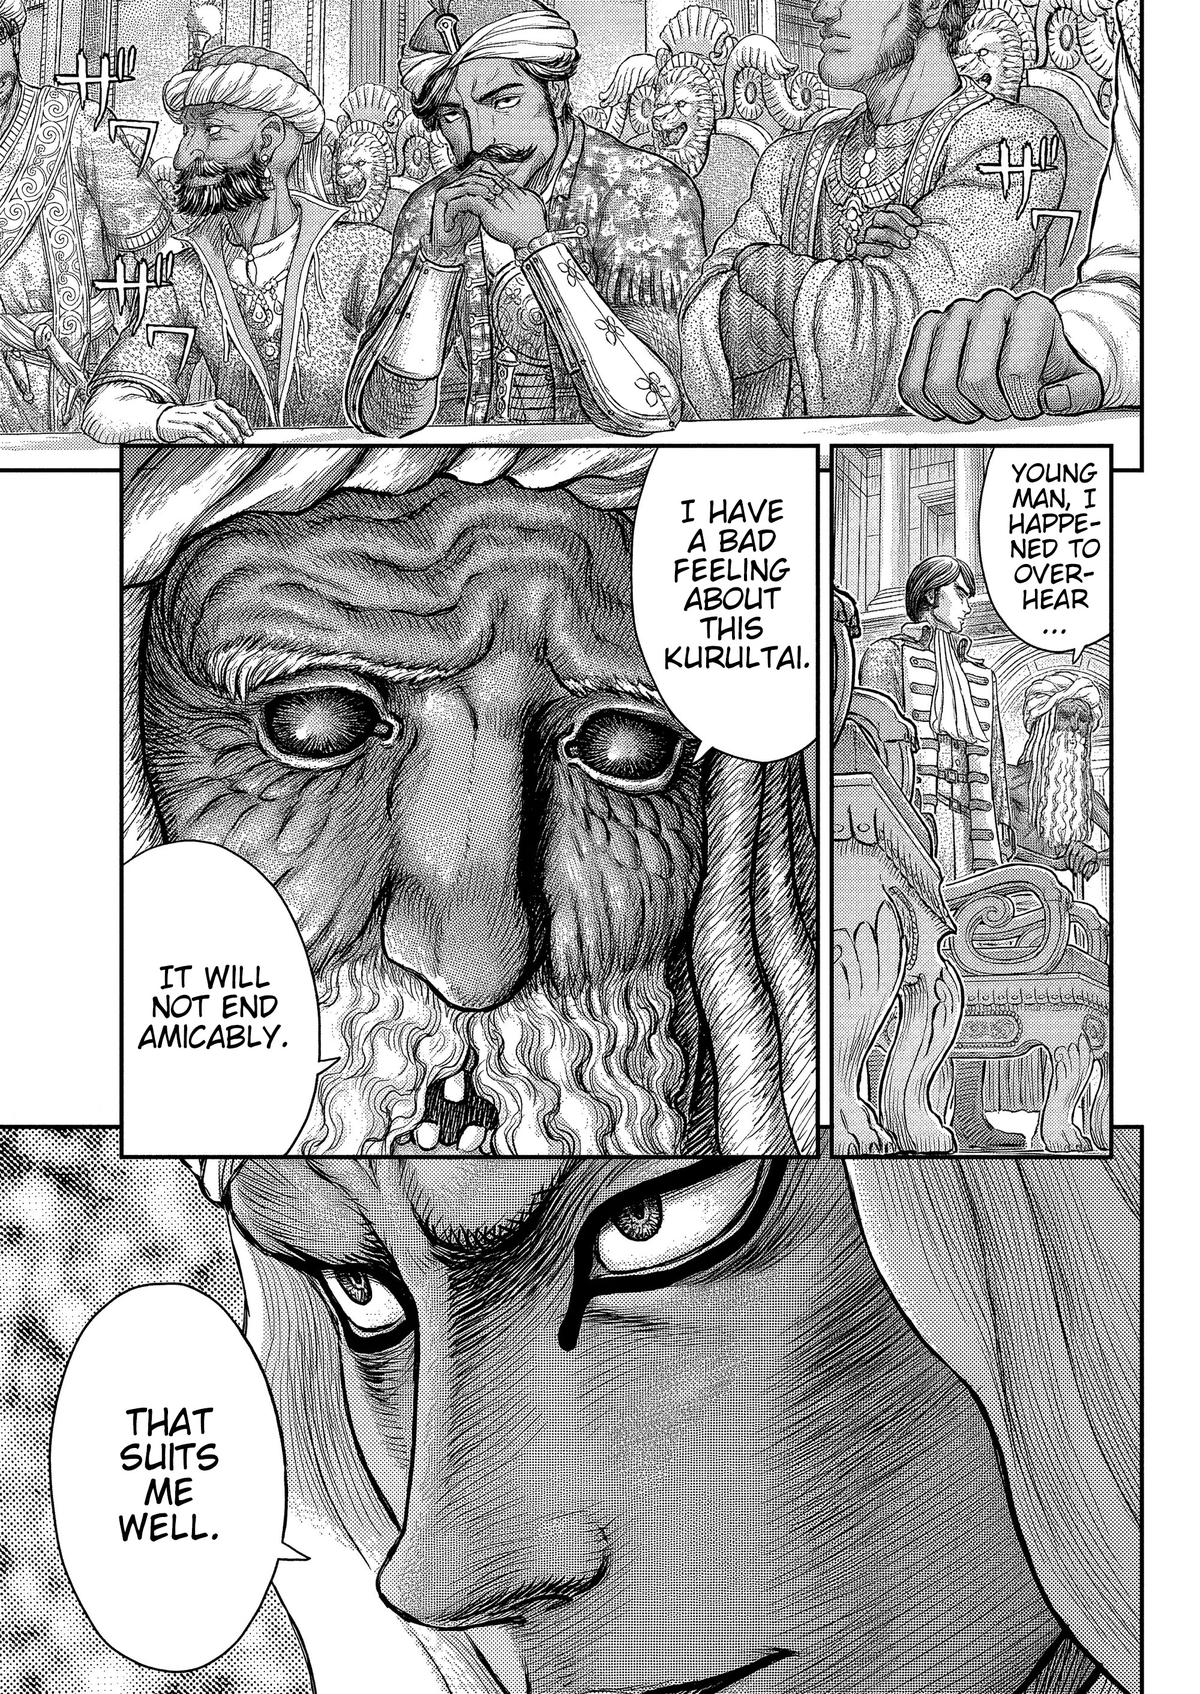 ザワ
ザワ
ザワ
YOUNG
MAN, I
HAPPE-
NED TO
OVER-
HEAR
...
I HAVE
A BAD
FEELING
ABOUT
THIS
KURULTAI.
IT WILL
NOT END
AMICABLY.
THAT
SUITS
ME
WELL.